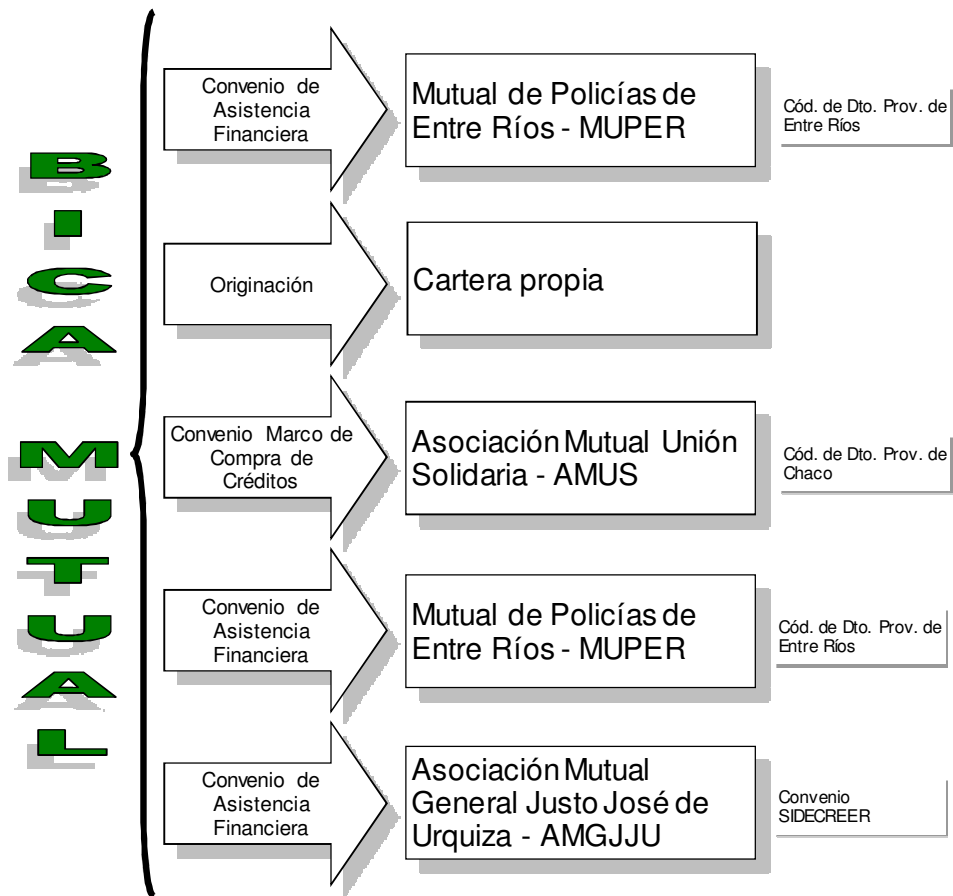 BICA MUTUAL
Convenio de
Asistencia
Financiera
Mutual de Policías de
Entre Ríos - MUPER
Cód. de Dto. Prov. de
Entre Ríos
Originación
Cartera propia
Convenio Marco de
Compra de
Créditos
Asociación Mutual Unión
Solidaria - AMUS
Cód. de Dto. Prov. de
Chaco
Convenio de
Asistencia
Financiera
Mutual de Policías de
Entre Ríos - MUPER
Cód. de Dto. Prov. de
Entre Ríos
Convenio de
Asistencia
Financiera
Asociación Mutual
General Justo José de
Urquiza - AMGJJU
Convenio
SIDECREER